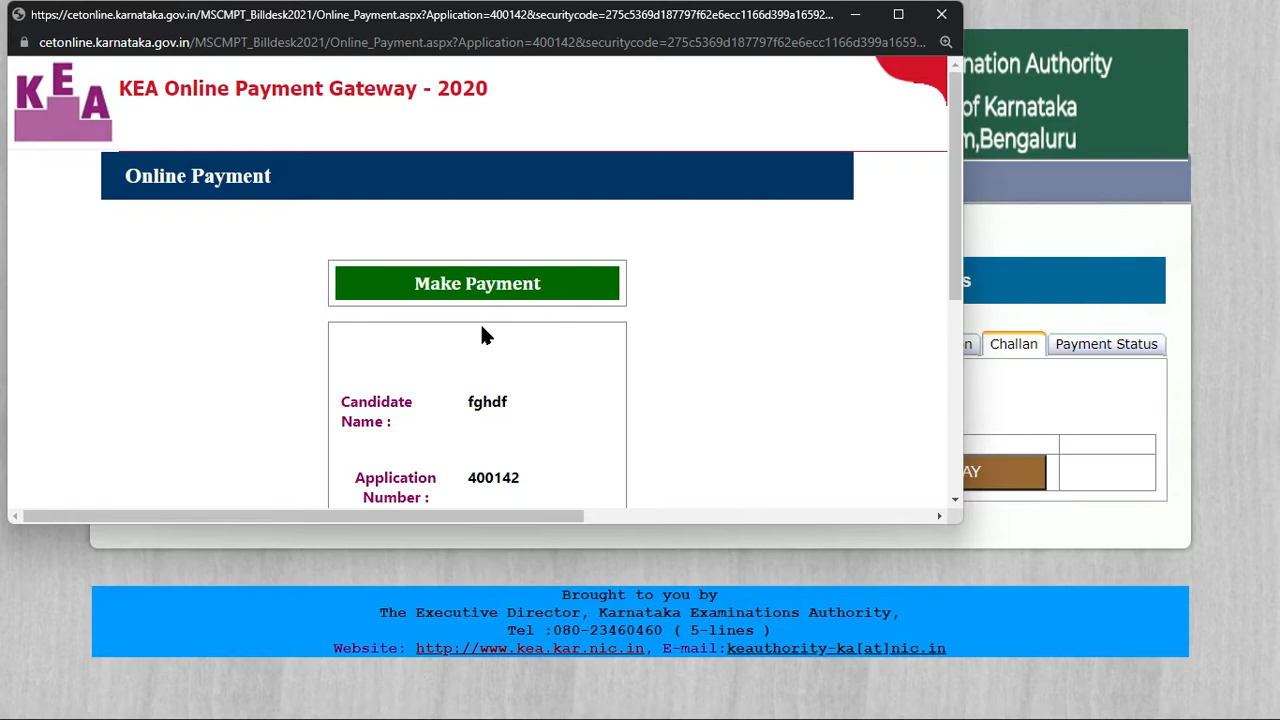 https://cetonline.karnataka.gov.in/MSCMPT_Billdesk2021/Online_Payment.aspx?Application=400142&securitycode=275c5369d187797f62e6ecc1166d399a16592...
cetonline.karnataka.gov.in/MSCMPT_Billdesk2021/Online_Payment.aspx?Application=400142&securitycode=275c5369d187797f62e6ecc1166d399a1659...
KEA
KEA Online Payment Gateway - 2020
nation Authority
of Karnataka
m,Bengaluru
Online Payment
Make Payment
s
n
Challan
Payment Status
Candidate Name :
fghdf
AY
Application Number :
400142
Brought to you by
The Executive Director, Karnataka Examinations Authority,
Tel :080-23460460 ( 5-lines )
Website: http://www.kea.kar.nic.in, E-mail:keauthority-ka[at]nic.in